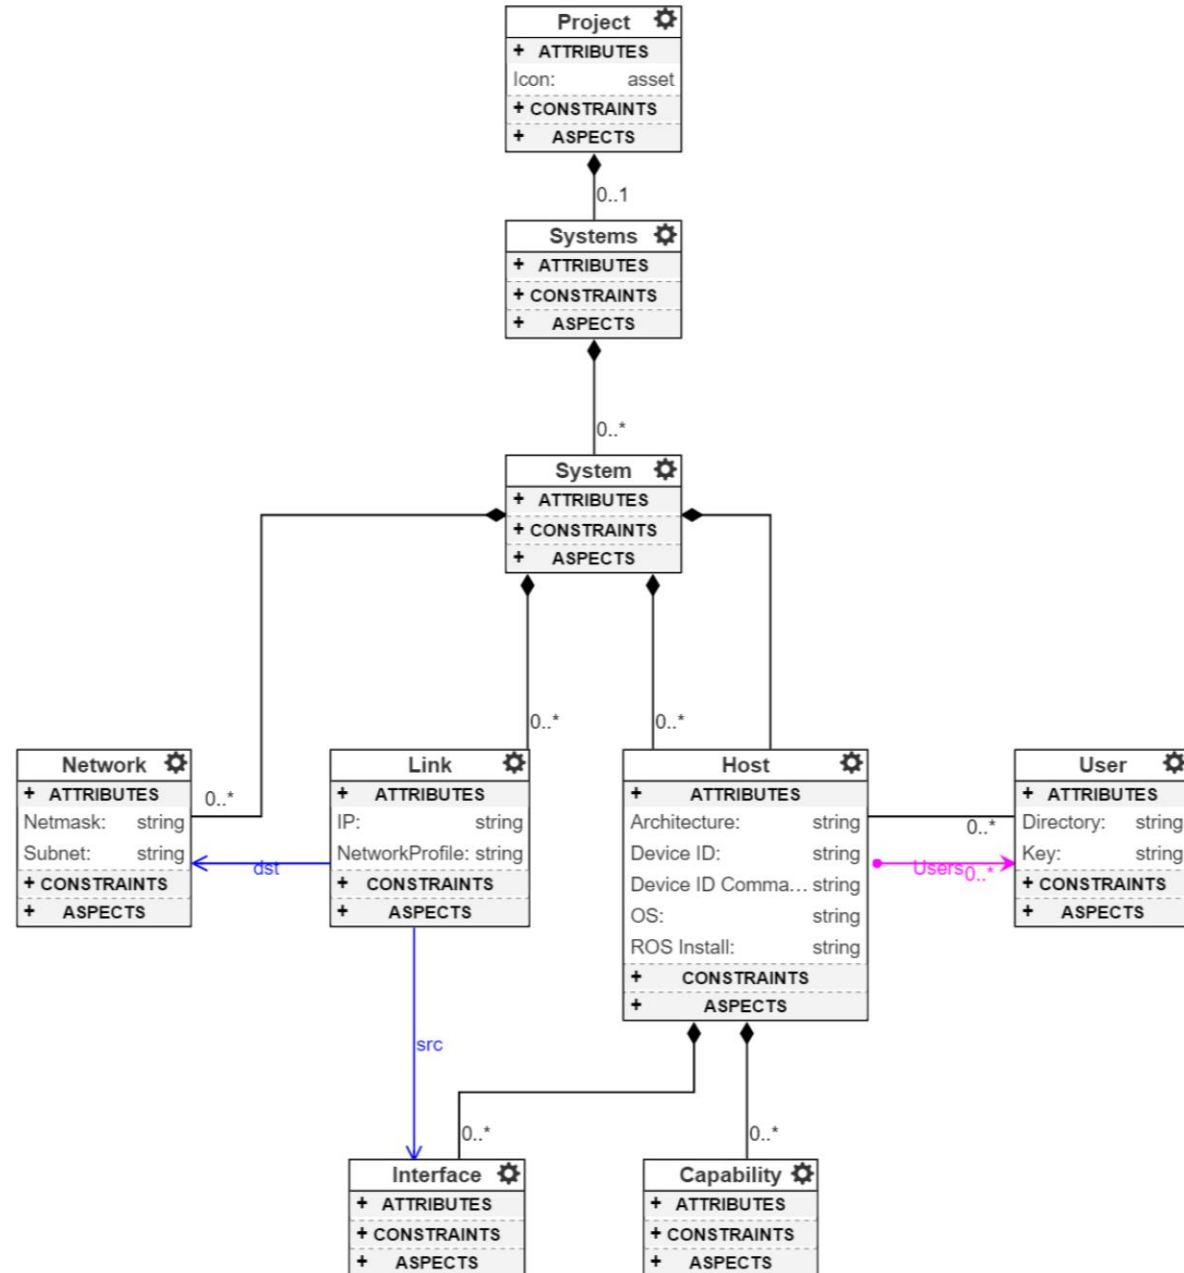 Project
+ ATTRIBUTES
Icon: asset
+ CONSTRAINTS
+ ASPECTS
0..1
Systems
+ ATTRIBUTES
+ CONSTRAINTS
+ ASPECTS
0..*
System
+ ATTRIBUTES
+ CONSTRAINTS
+ ASPECTS
0..*
0..*
Network
+ ATTRIBUTES
Netmask: string
Subnet: string
+ CONSTRAINTS
+ ASPECTS
0..*
dst
Link
+ ATTRIBUTES
IP: string
NetworkProfile: string
+ CONSTRAINTS
+ ASPECTS
src
Host
+ ATTRIBUTES
Architecture: string
Device ID: string
Device ID Comma... string
OS: string
ROS Install: string
+ CONSTRAINTS
+ ASPECTS
0..*
Users 0..*
User
+ ATTRIBUTES
Directory: string
Key: string
+ CONSTRAINTS
+ ASPECTS
0..*
0..*
Interface
+ ATTRIBUTES
+ CONSTRAINTS
+ ASPECTS
Capability
+ ATTRIBUTES
+ CONSTRAINTS
+ ASPECTS